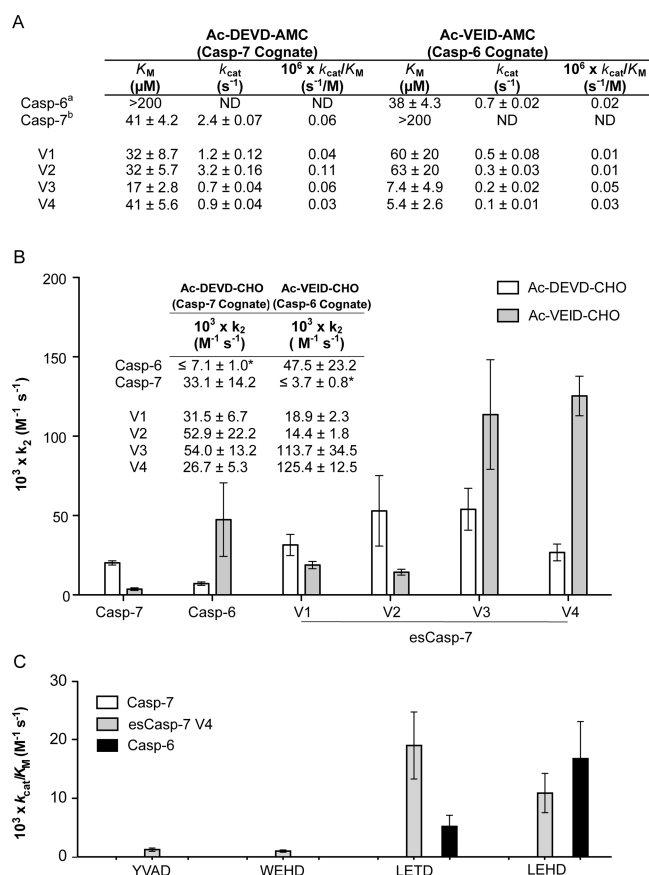 A
Ac-DEVD-AMC Ac-VEID-AMC
(Casp-7 Cognate) (Casp-6 Cognate)
KM kcat 10⁶ x kcat/KM KM kcat 10⁶ x kcat/KM
(µM) (s⁻¹) (s⁻¹/M) (µM) (s⁻¹) (s⁻¹/M)
Casp-6ᵃ >200 ND ND 38 ± 4.3 0.7 ± 0.02 0.02
Casp-7ᵇ 41 ± 4.2 2.4 ± 0.07 0.06 >200 ND ND
V1 32 ± 8.7 1.2 ± 0.12 0.04 60 ± 20 0.5 ± 0.08 0.01
V2 32 ± 5.7 3.2 ± 0.16 0.11 63 ± 20 0.3 ± 0.03 0.01
V3 17 ± 2.8 0.7 ± 0.04 0.06 7.4 ± 4.9 0.2 ± 0.02 0.05
V4 41 ± 5.6 0.9 ± 0.04 0.03 5.4 ± 2.6 0.1 ± 0.01 0.03
B
10³ x k₂ (M⁻¹ s⁻¹)
200
150
100
50
0
Ac-DEVD-CHO Ac-VEID-CHO
(Casp-7 Cognate) (Casp-6 Cognate)
10³ x k₂ 10³ x k₂
(M⁻¹ s⁻¹) ( M⁻¹ s⁻¹)
Casp-6 ≤ 7.1 ± 1.0* 47.5 ± 23.2
Casp-7 33.1 ± 14.2 ≤ 3.7 ± 0.8*
V1 31.5 ± 6.7 18.9 ± 2.3
V2 52.9 ± 22.2 14.4 ± 1.8
V3 54.0 ± 13.2 113.7 ± 34.5
V4 26.7 ± 5.3 125.4 ± 12.5
Ac-DEVD-CHO
Ac-VEID-CHO
Casp-7 Casp-6 V1 V2 V3 V4
esCasp-7
C
10³ x kcat/KM (M⁻¹ s⁻¹)
30
20
10
0
Casp-7
esCasp-7 V4
Casp-6
YVAD WEHD LETD LEHD